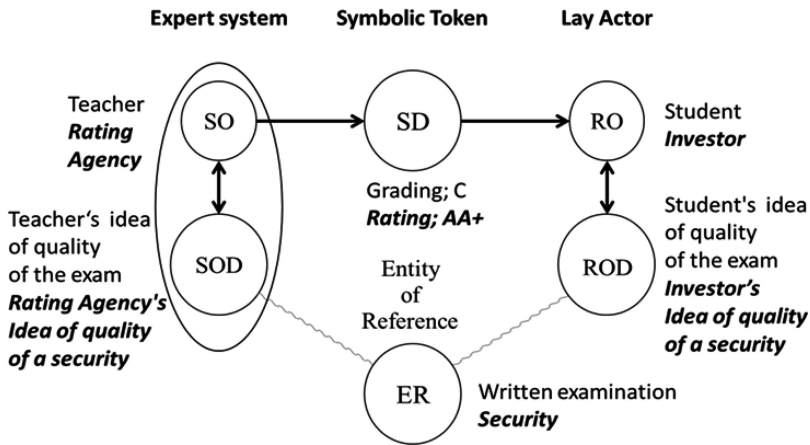 Expert system
Symbolic Token
Lay Actor
Teacher
Rating
Agency
SO
SD
RO
Student
Investor
Grading; C
Rating; AA+
Teacher‘s idea
of quality
of the exam
Rating Agency's
Idea of quality
of a security
SOD
Entity
of
Reference
ROD
Student's idea
of quality
of the exam
Investor’s
Idea of quality
of a security
ER
Written examination
Security